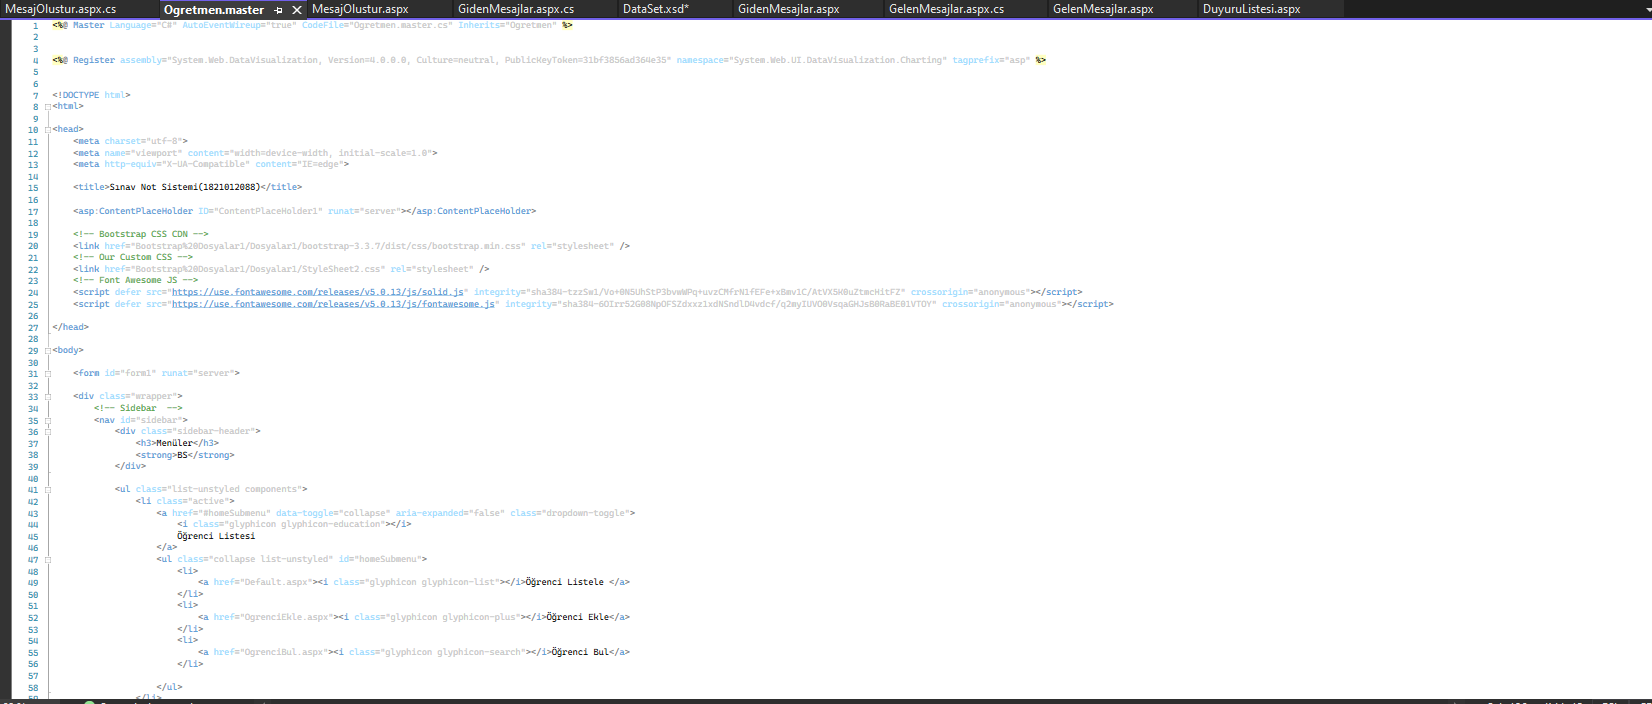 MesajOlustur.aspx.cs Ogretmen.master MesajOlustur.aspx GidenMesajlar.aspx.cs DataSet.xsd* GidenMesajlar.aspx GelenMesajlar.aspx.cs GelenMesajlar.aspx DuyuruListesi.aspx
1 <%@ Master Language="C#" AutoEventWireup="true" CodeFile="Ogretmen.master.cs" Inherits="Ogretmen" %>
2
3
4 <%@ Register assembly="System.Web.DataVisualization, Version=4.0.0.0, Culture=neutral, PublicKeyToken=31bf3856ad364e35" namespace="System.Web.UI.DataVisualization.Charting" tagprefix="asp" %>
5
6
7 <!DOCTYPE html>
8 <html>
9
10 <head>
11 <meta charset="utf-8">
12 <meta name="viewport" content="width=device-width, initial-scale=1.0">
13 <meta http-equiv="X-UA-Compatible" content="IE=edge">
14
15 <title>Sınav Not Sistemi(1821012088)</title>
16
17 <asp:ContentPlaceHolder ID="ContentPlaceHolder1" runat="server"></asp:ContentPlaceHolder>
18
19 <!-- Bootstrap CSS CDN -->
20 <link href="Bootstrap%20Dosyalar1/Dosyalar1/bootstrap-3.3.7/dist/css/bootstrap.min.css" rel="stylesheet" />
21 <!-- Our Custom CSS -->
22 <link href="Bootstrap%20Dosyalar1/Dosyalar1/StyleSheet2.css" rel="stylesheet" />
23 <!-- Font Awesome JS -->
24 <script defer src="https://use.fontawesome.com/releases/v5.0.13/js/solid.js" integrity= crossorigin="anonymous"></script>
25 <script defer src="https://use.fontawesome.com/releases/v5.0.13/js/fontawesome.js" integrity= crossorigin="anonymous"></script>
26
27 </head>
28
29 <body>
30
31 <form id="form1" runat="server">
32
33 <div class="wrapper">
34 <!-- Sidebar -->
35 <nav id="sidebar">
36 <div class="sidebar-header">
37 <h3>Menüler</h3>
38 <strong>BS</strong>
39 </div>
40
41 <ul class="list-unstyled components">
42 <li class="active">
43 <a href="#homeSubmenu" data-toggle="collapse" aria-expanded="false" class="dropdown-toggle">
44 <i class="glyphicon glyphicon-education"></i>
45 Öğrenci Listesi
46 </a>
47 <ul class="collapse list-unstyled" id="homeSubmenu">
48 <li>
49 <a href="Default.aspx"><i class="glyphicon glyphicon-list"></i>Öğrenci Listele </a>
50 </li>
51 <li>
52 <a href="OgrenciEkle.aspx"><i class="glyphicon glyphicon-plus"></i>Öğrenci Ekle</a>
53 </li>
54 <li>
55 <a href="OgrenciBul.aspx"><i class="glyphicon glyphicon-search"></i>Öğrenci Bul</a>
56 </li>
57
58 </ul>
59 </li>